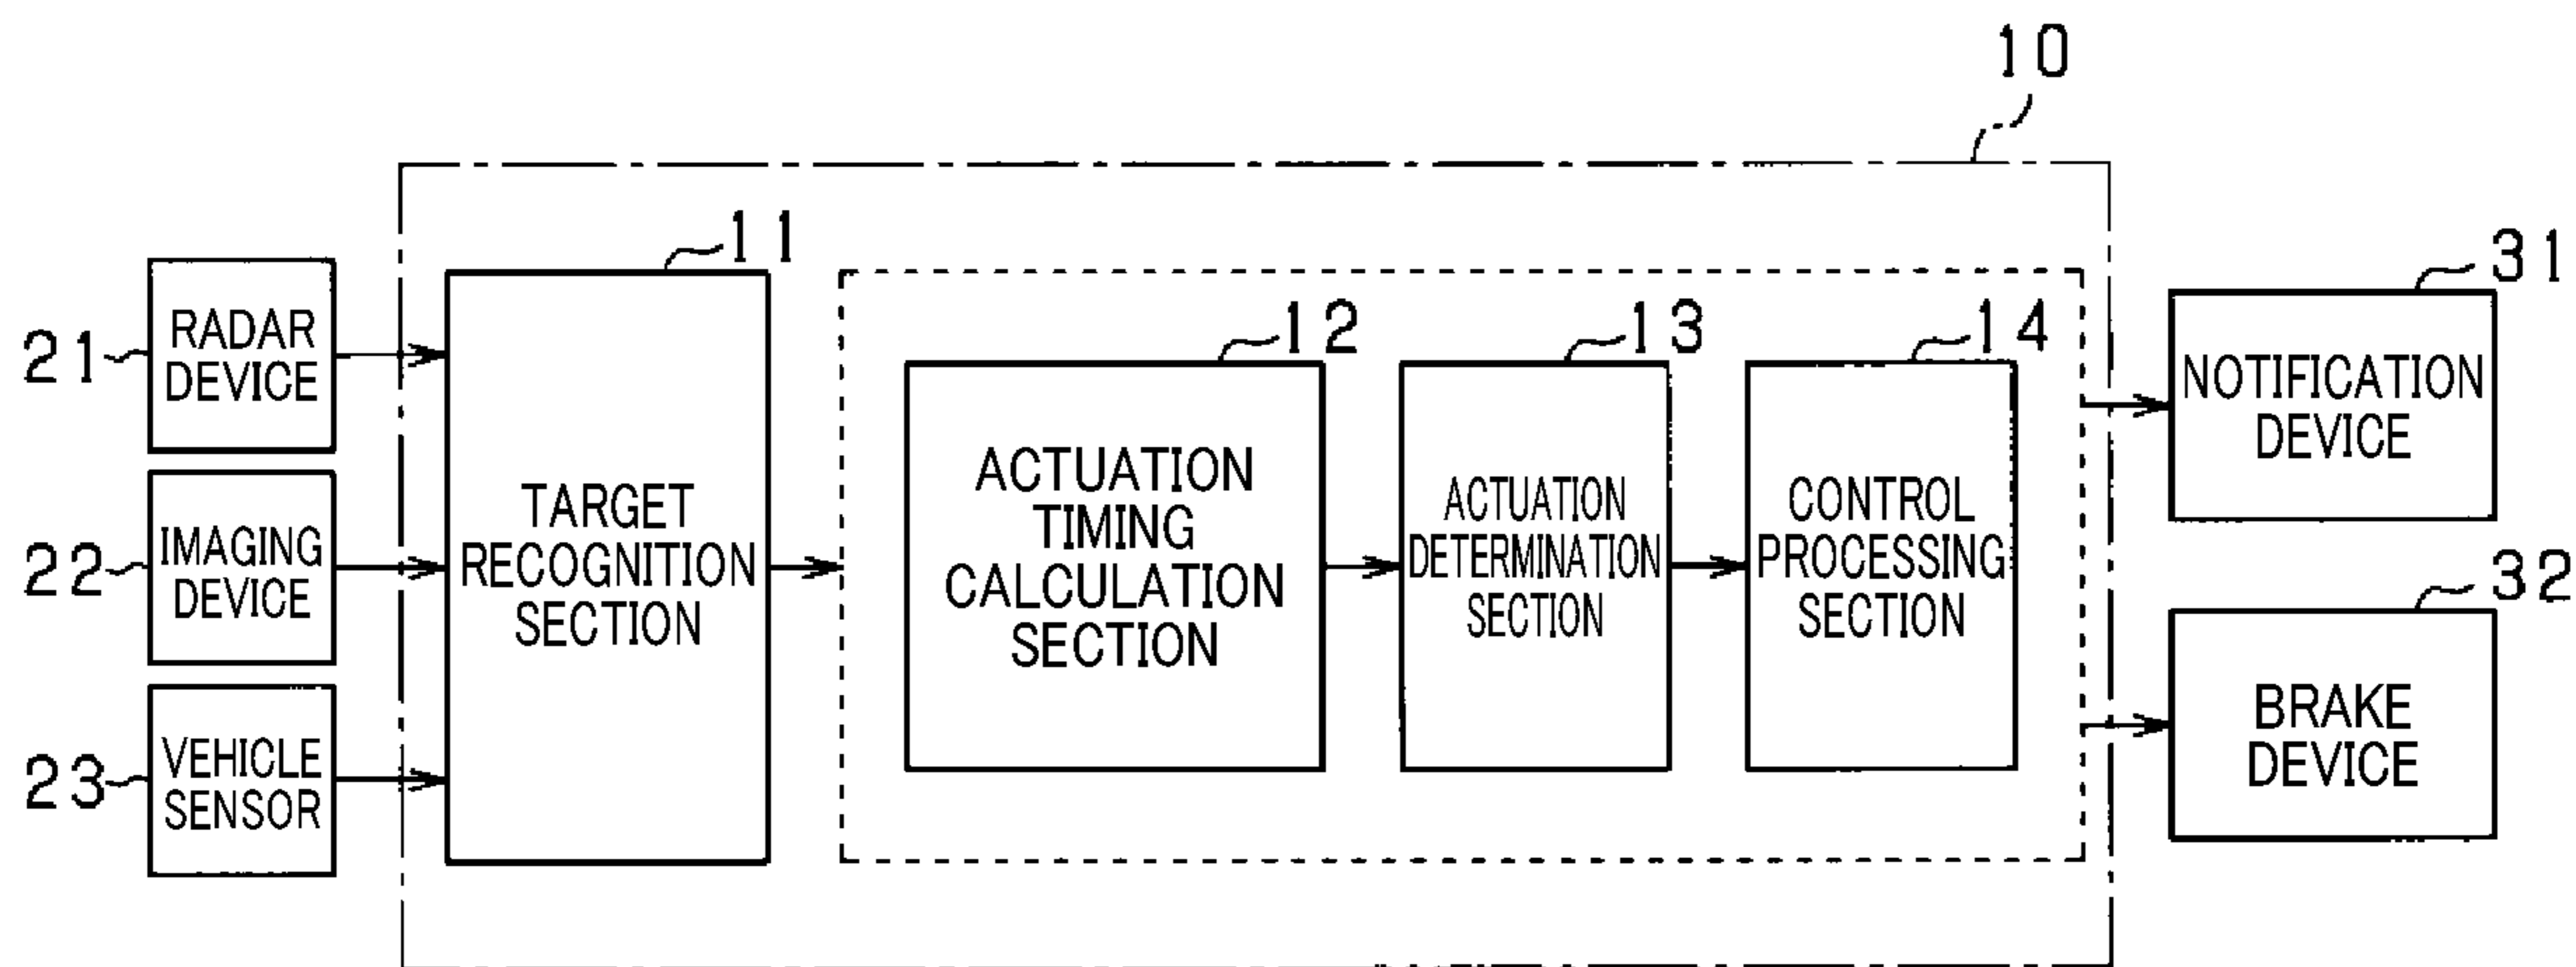 10
11
21
RADAR
DEVICE
22
IMAGING
DEVICE
23
VEHICLE
SENSOR
TARGET
RECOGNITION
SECTION
12
ACTUATION
TIMING
CALCULATION
SECTION
13
ACTUATION
DETERMINATION
SECTION
14
CONTROL
PROCESSING
SECTION
31
NOTIFICATION
DEVICE
32
BRAKE
DEVICE